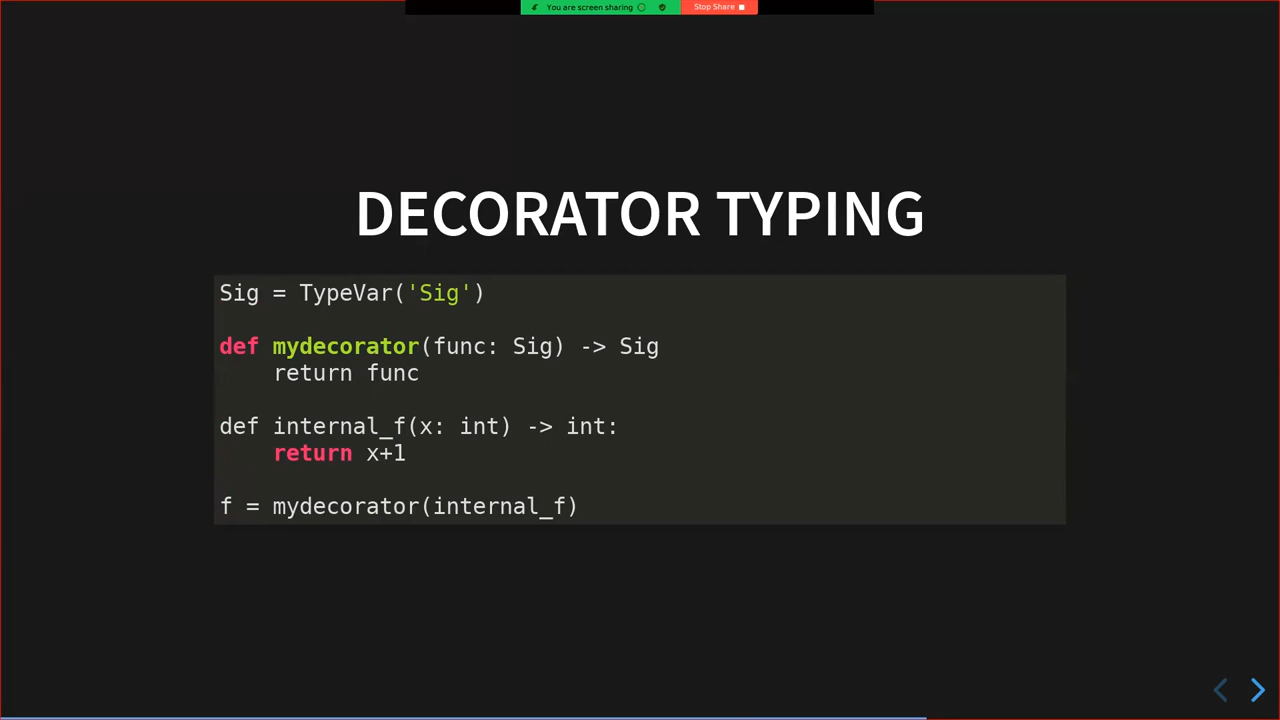 You are screen sharing
Stop Share
DECORATOR TYPING
Sig = TypeVar('Sig')
def mydecorator(func: Sig) -> Sig
return func
def internal_f(x: int) -> int:
return x+1
f = mydecorator(internal_f)